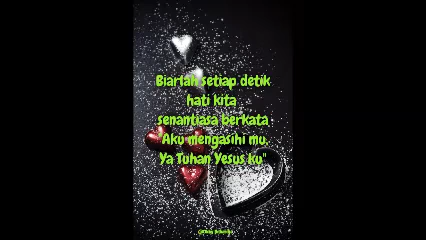 Biarlah setiap detik
hati kita
senantiasa berkata
Aku mengasihi mu
Ya Tuhan Yesus ku"